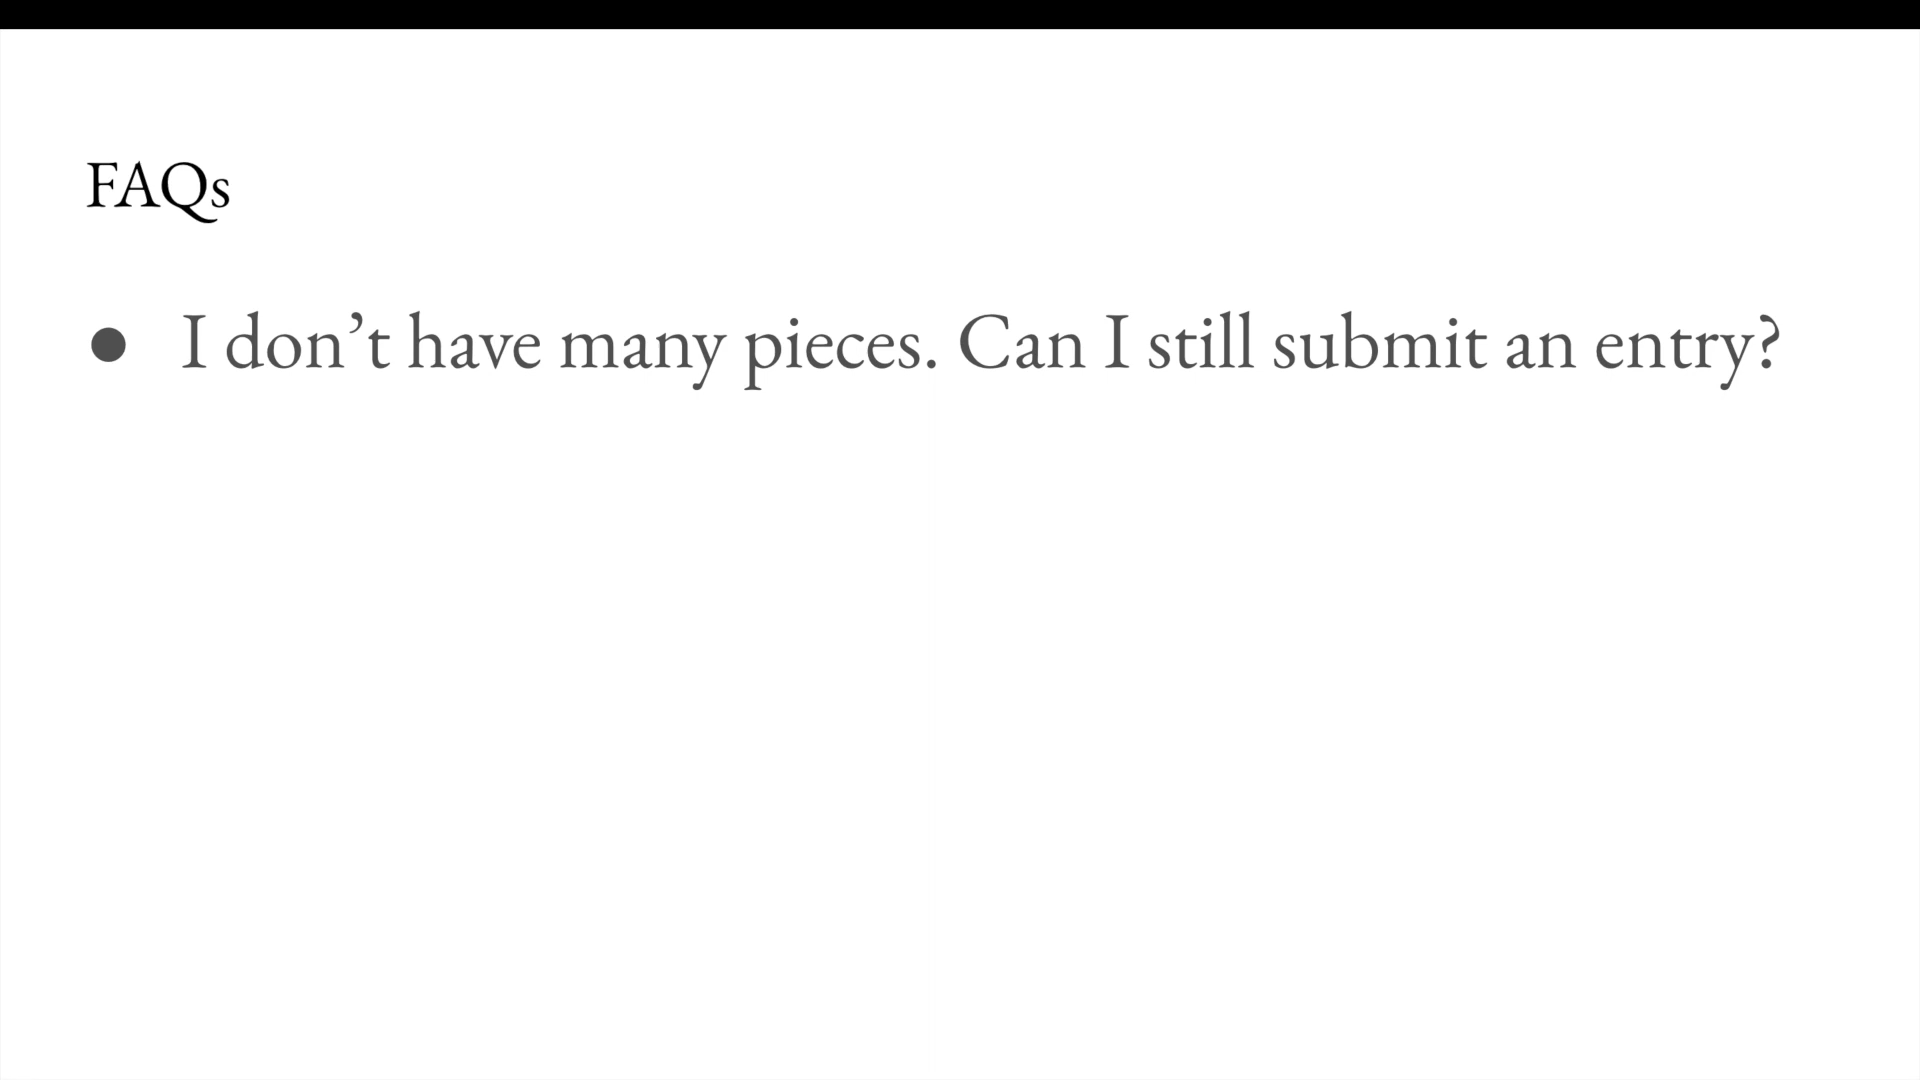 FAQs
● I don’t have many pieces. Can I still submit an entry?